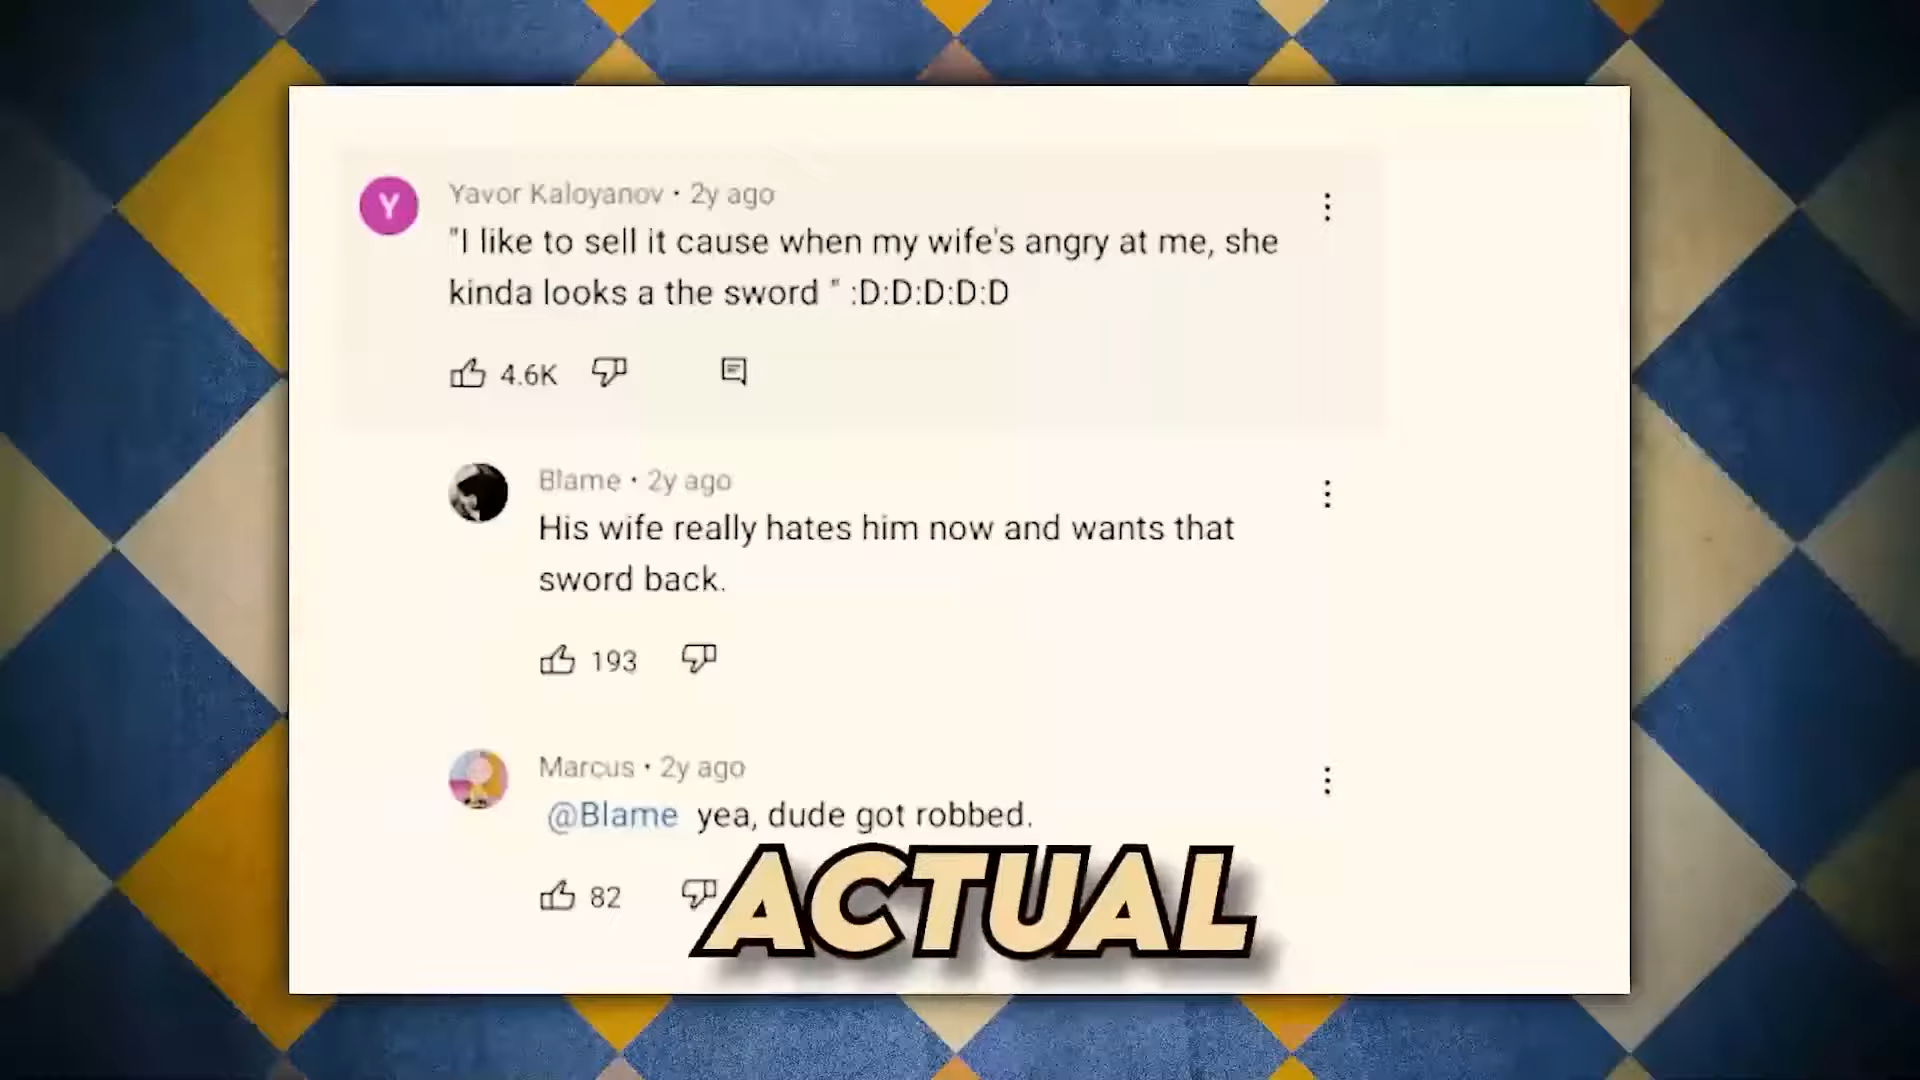 Y
Yavor Kaloyanov • 2y ago
"I like to sell it cause when my wife's angry at me, she
kinda looks a the sword " :D:D:D:D:D
4.6K
Blame • 2y ago
His wife really hates him now and wants that
sword back.
193
Marcus • 2y ago
@Blame yea, dude got robbed.
82
ACTUAL